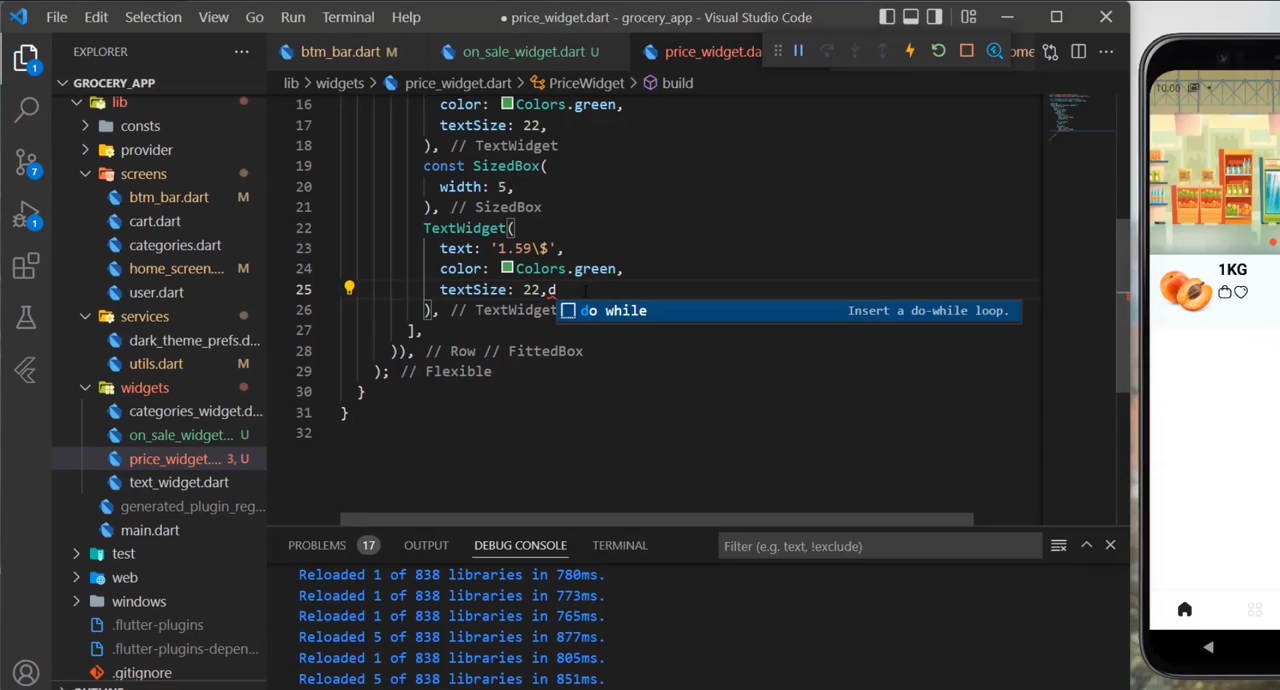 File Edit Selection View Go Run Terminal Help
● price_widget.dart - grocery_app - Visual Studio Code
EXPLORER
btm_bar.dart M
on_sale_widget.dart U
price_widget.da
GROCERY_APP
lib > widgets > price_widget.dart > PriceWidget > build
lib
consts
provider
screens
btm_bar.dart M
cart.dart
categories.dart
home_screen.... M
user.dart
services
dark_theme_prefs.d...
utils.dart M
widgets
categories_widget.d...
on_sale_widget... U
price_widget.... 3, U
text_widget.dart
generated_plugin_reg...
main.dart
test
web
windows
.flutter-plugins
.flutter-plugins-depen...
.gitignore
1
7
1
16 color: Colors.green,
17 textSize: 22,
18 ), // TextWidget
19 const SizedBox(
20 width: 5,
21 ), // SizedBox
22 TextWidget(
23 text: '1.59\$',
24 color: Colors.green,
25 textSize: 22,d
26 ), // TextWidget
do while Insert a do-while loop.
27 ],
28 )), // Row // FittedBox
29 ); // Flexible
30 }
31 }
32
PROBLEMS 17 OUTPUT DEBUG CONSOLE TERMINAL Filter (e.g. text, !exclude)
Reloaded 1 of 838 libraries in 780ms.
Reloaded 1 of 838 libraries in 773ms.
Reloaded 1 of 838 libraries in 765ms.
Reloaded 5 of 838 libraries in 877ms.
Reloaded 1 of 838 libraries in 805ms.
Reloaded 5 of 838 libraries in 851ms.
10:00
1KG